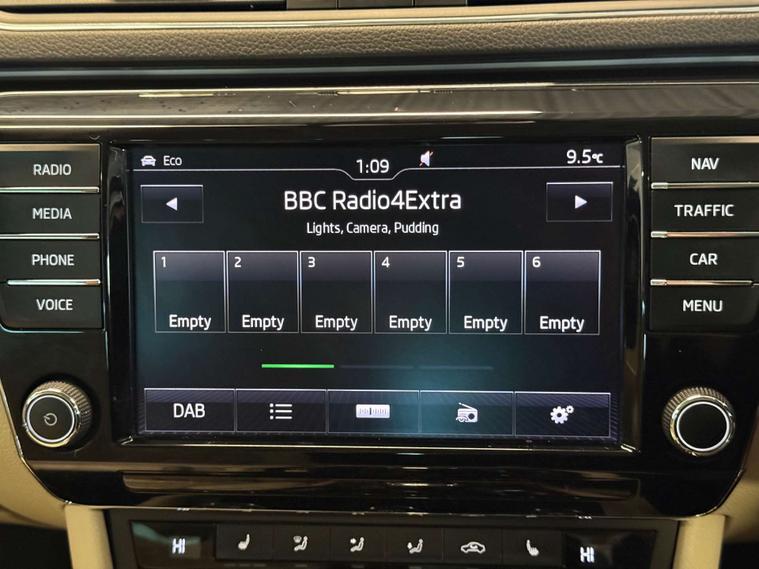 RADIO
MEDIA
PHONE
VOICE
Eco
1:09
9.5°C
BBC Radio4Extra
Lights, Camera, Pudding
1 2 3 4 5 6
Empty Empty Empty Empty Empty Empty
DAB
NAV
TRAFFIC
CAR
MENU
HI
HI